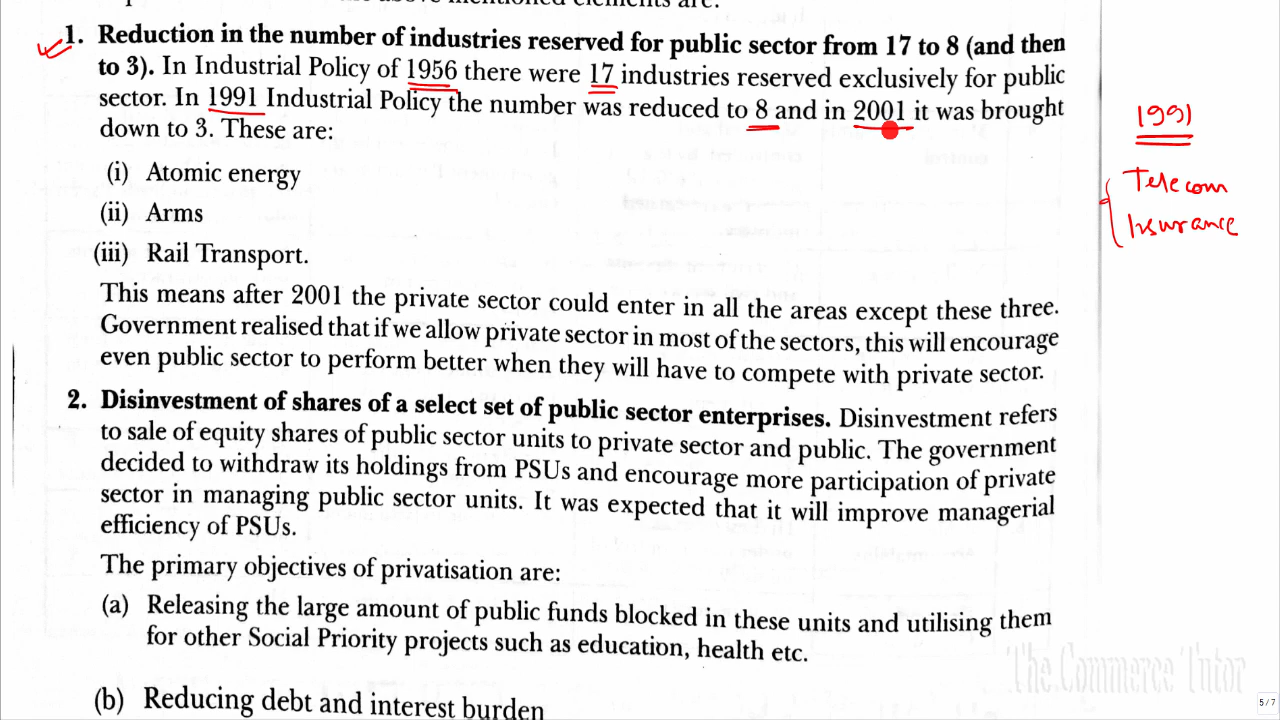 above mentioned elements are:
1. Reduction in the number of industries reserved for public sector from 17 to 8 (and then
to 3). In Industrial Policy of 1956 there were 17 industries reserved exclusively for public
sector. In 1991 Industrial Policy the number was reduced to 8 and in 2001 it was brought
down to 3. These are:
(i) Atomic energy
(ii) Arms
(iii) Rail Transport.
This means after 2001 the private sector could enter in all the areas except these three.
Government realised that if we allow private sector in most of the sectors, this will encourage
even public sector to perform better when they will have to compete with private sector.
2. Disinvestment of shares of a select set of public sector enterprises. Disinvestment refers
to sale of equity shares of public sector units to private sector and public. The government
decided to withdraw its holdings from PSUs and encourage more participation of private
sector in managing public sector units. It was expected that it will improve managerial
efficiency of PSUs.
The primary objectives of privatisation are:
(a) Releasing the large amount of public funds blocked in these units and utilising them
for other Social Priority projects such as education, health etc.
(b) Reducing debt and interest burden
1991
Telecom
Insurance
The Commerce Tutor
5 / 7